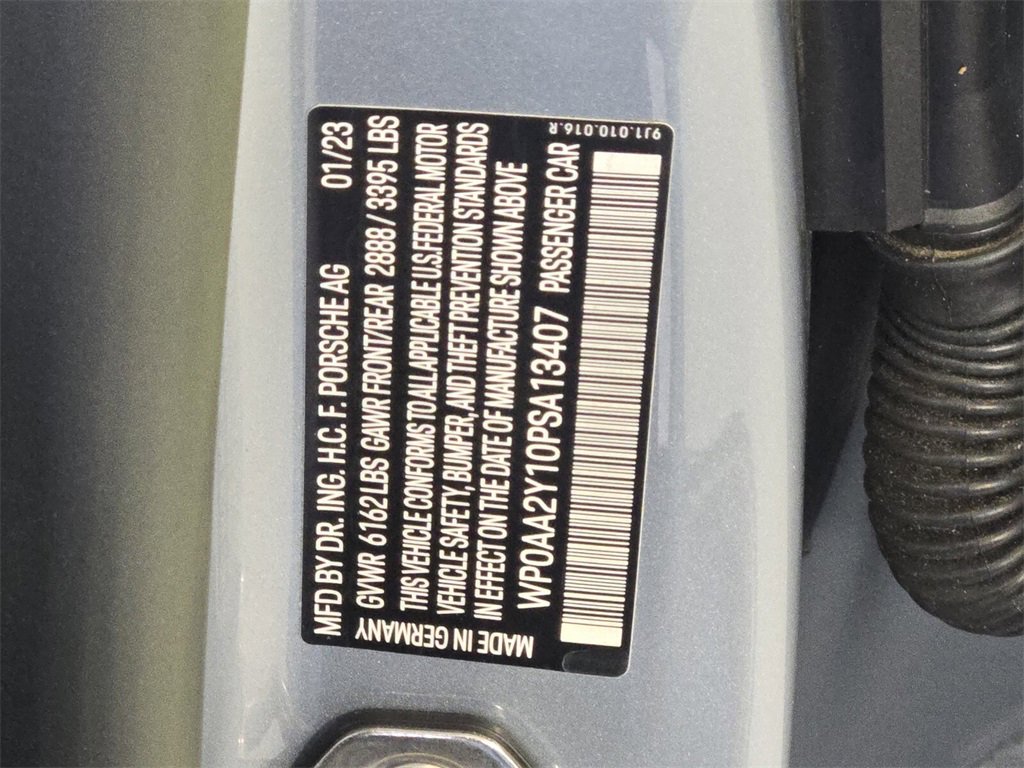 MFD BY DR. ING. H.C. F. PORSCHE AG 01/23
GVWR 6162 LBS GAWR FRONT/REAR 2888 / 3395 LBS
THIS VEHICLE CONFORMS TO ALL APPLICABLE U.S. FEDERAL MOTOR
VEHICLE SAFETY, BUMPER, AND THEFT PREVENTION STANDARDS
IN EFFECT ON THE DATE OF MANUFACTURE SHOWN ABOVE
WP0AA2Y10PSA13407 PASSENGER CAR
MADE IN GERMANY
9J1.010.016.R